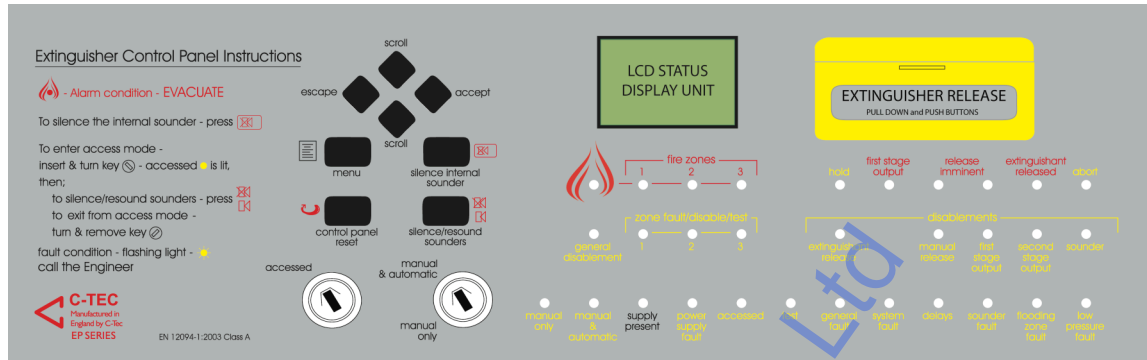 Extinguisher Control Panel Instructions
- Alarm condition - EVACUATE
To silence the internal sounder - press
To enter access mode -
insert & turn key - accessed is lit,
then;
to silence/resound sounders - press
to exit from access mode -
turn & remove key
fault condition - flashing light -
call the Engineer
C-TEC
Manufactured in
England by C-Tec
EP SERIES
EN 12094-1:2003 Class A
scroll
escape
accept
scroll
menu
silence internal
sounder
control panel
reset
silence/resound
sounders
accessed
manual
& automatic
manual
only
LCD STATUS
DISPLAY UNIT
EXTINGUISHER RELEASE
PULL DOWN and PUSH BUTTONS
fire zones
1 2 3
zone fault/disable/test
1 2 3
general
disablement
hold
first stage
output
release
imminent
extinguishant
released
abort
disablements
extinguishant
release
manual
release
first
stage
output
second
stage
output
sounder
manual
only
manual
&
automatic
supply
present
power
supply
fault
accessed
test
general
fault
system
fault
delays
sounder
fault
flooding
zone
fault
low
pressure
fault
Ltd